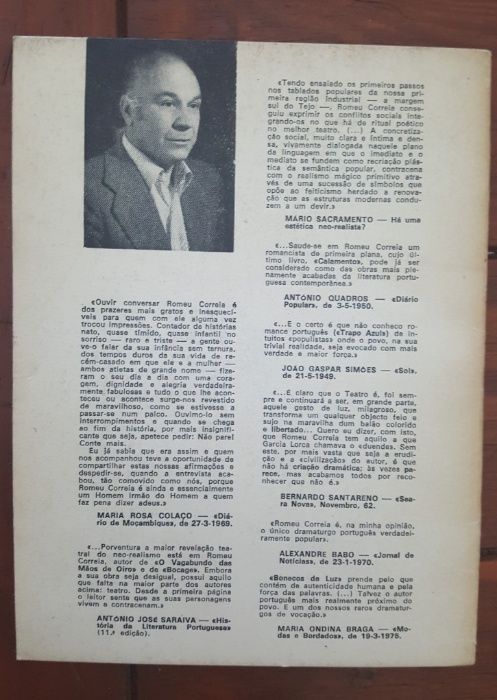 «Ouvir conversar Romeu Correia é
dos prazeres mais gratos e inesquecí-
veis para quem com ele alguma vez
trocou impressões. Contador de histórias
nato, quase tímido, quase infantil no
sorriso — raro e triste — a gente ou-
ve-o falar da sua infância sem ternura,
dos tempos duros da sua vida de re-
cém-casado em que ele e a mulher —
ambos atletas de grande nome — fize-
ram o seu dia a dia com uma cora-
gem, dignidade e alegria verdadeira-
mente fabulosas e tudo o que lhe acon-
teceu ou acontece surge-nos revestido
de maravilhoso, como se estivesse a
passar-se num palco. Ouvimo-lo sem
interrompimentos e quando se chega
ao fim da história, por mais insignifi-
cante que seja, apetece pedir: Não pare!
Conte mais.
Eu já sabia que era assim e quem
nos acompanhou teve a oportunidade de
compartilhar estas nossas afirmações e
despedir-se, quando a entrevista aca-
bou, tão comovido como nós, porque
Romeu Correia é ainda e essencialmente
um Homem Irmão do Homem a quem
faz pena dizer adeus.»
MARIA ROSA COLAÇO — «Diá-
rio de Moçambique», de 27-3-1969.
«...Porventura a maior revelação tea-
tral do neo-realismo está em Romeu
Correia, autor de «O Vagabundo das
Mãos de Oiro» e do «Bocage». Embora
a sua obra seja desigual, possui aquilo
que falta na maior parte dos autores
acima: teatro. Desde a primeira página
o leitor sente que as suas personagens
vivem e contracenam.»
ANTÓNIO JOSÉ SARAIVA — «His-
tória da Literatura Portuguesa»
(11.ª edição).
«Tendo ensaiado os primeiros passos
nos tablados populares da nossa pri-
meira região industrial — a margem
sul do Tejo —, Romeu Correia conse-
guiu exprimir os conflitos sociais inte-
grando-os no que há de ritual poético
no melhor teatro. (...) A concretiza-
ção social, muito clara e íntima e den-
sa, vivamente dialogada naquele plano
da linguagem em que o imediato e o
mediato se fundem como recriação plás-
tica da semântica popular, contracena
com o realismo mágico primitivo atra-
vés de uma sucessão de símbolos que
opõe ao feiticismo herdado a renova-
ção que as estruturas modernas condu-
zem a um devir.»
MÁRIO SACRAMENTO — Há uma
estética neo-realista?
«...Saude-se em Romeu Correia um
romancista de primeira plana, cujo úl-
timo livro, «Calamento», pode já ser
considerado como das obras mais ple-
namente acabadas da literatura portu-
guesa contemporânea.»
ANTÓNIO QUADROS — «Diário
Popular», de 3-5-1950.
«...E o certo é que não conheço ro-
mance português («Trapo Azul») de in-
tuitos «populistas» onde o povo, na sua
trivial realidade, seja evocado com mais
verdade e maior força.»
JOÃO GASPAR SIMÕES — «Sol»,
de 21-5-1949.
«...E claro que o Teatro é, foi sem-
pre e continuará a ser, em grande parte,
aquele gesto de luz, milagroso, que
transforma um qualquer objecto feio e
sujo na maravilha dum balão colorido
e libertado... Quero eu dizer, com isto,
que Romeu Correia tem aquilo a que
García Lorca chamava o «duende». Sem
este, por mais vasta que seja a erudi-
ção e a «civilização» do autor, é que
não há criação dramática: às vezes pa-
rece, mas acabamos todos por reco-
nhecer que não é.»
BERNARDO SANTARENO — «Sea-
ra Nova», Novembro, 62.
«Romeu Correia é, na minha opinião,
o único dramaturgo português verdadei-
ramente popular».
ALEXANDRE BABO — «Jornal de
Notícias», de 23-1-1970.
«Bonecos de Luz» prende pelo que
contém de autenticidade humana e pela
força das palavras. (...) Talvez o autor
português mais realmente próximo do
povo. E um dos nossos raros dramatur-
gos de vocação.»
MARIA ONDINA BRAGA — «Mo-
das e Bordados», de 19-3-1975.